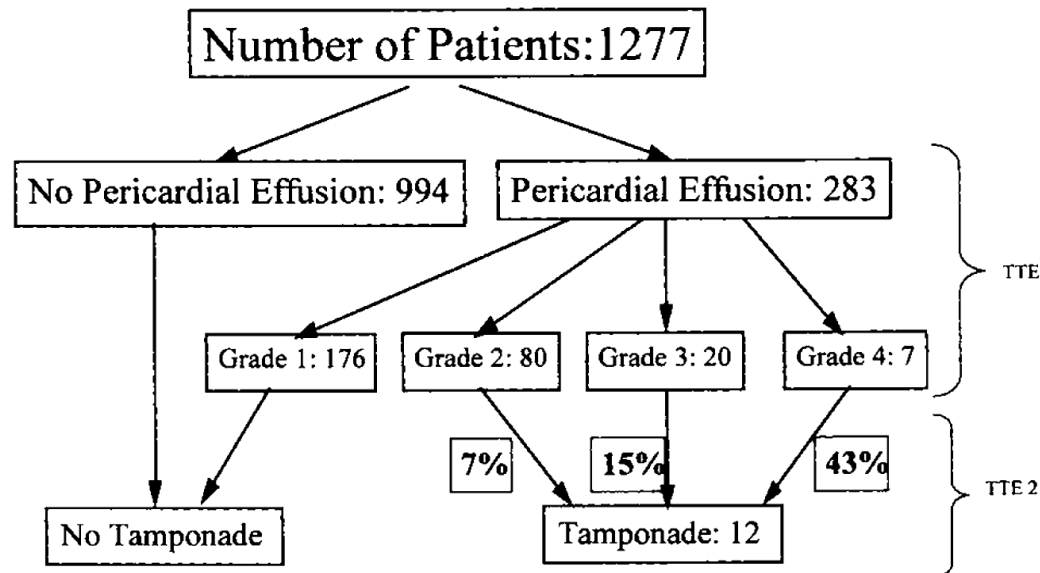 Number of Patients:1277
No Pericardial Effusion: 994
Pericardial Effusion: 283
TTE
Grade 1: 176
Grade 2: 80
Grade 3: 20
Grade 4: 7
7%
15%
43%
TTE 2
No Tamponade
Tamponade: 12